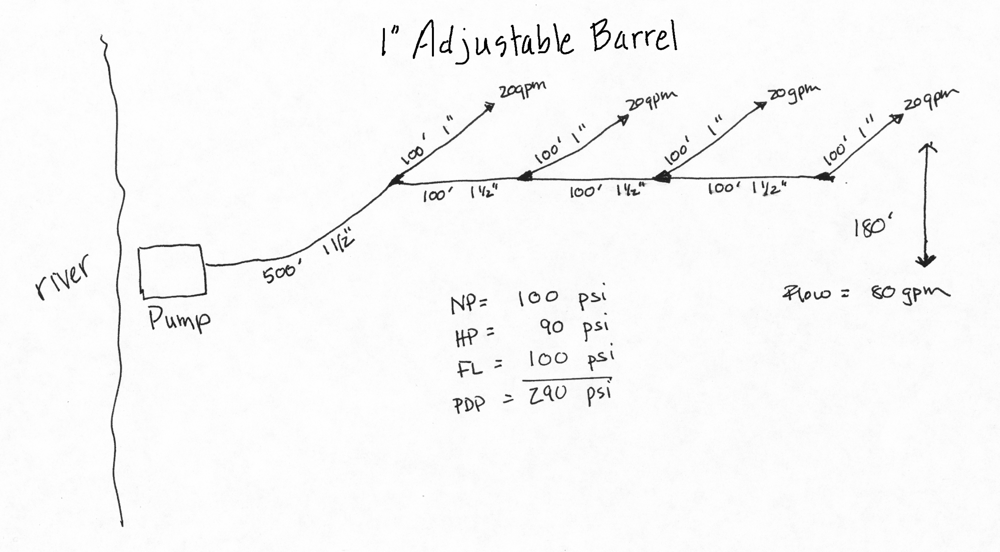 1" Adjustable Barrel
20gpm
20gpm
20gpm
20gpm
100' 1"
100' 1"
100' 1"
100' 1"
100' 1½"
100' 1½"
100' 1½"
180'
500' 1½"
river
Pump
NP = 100 psi
HP = 90 psi
FL = 100 psi
PDP = 290 psi
Flow = 80 gpm